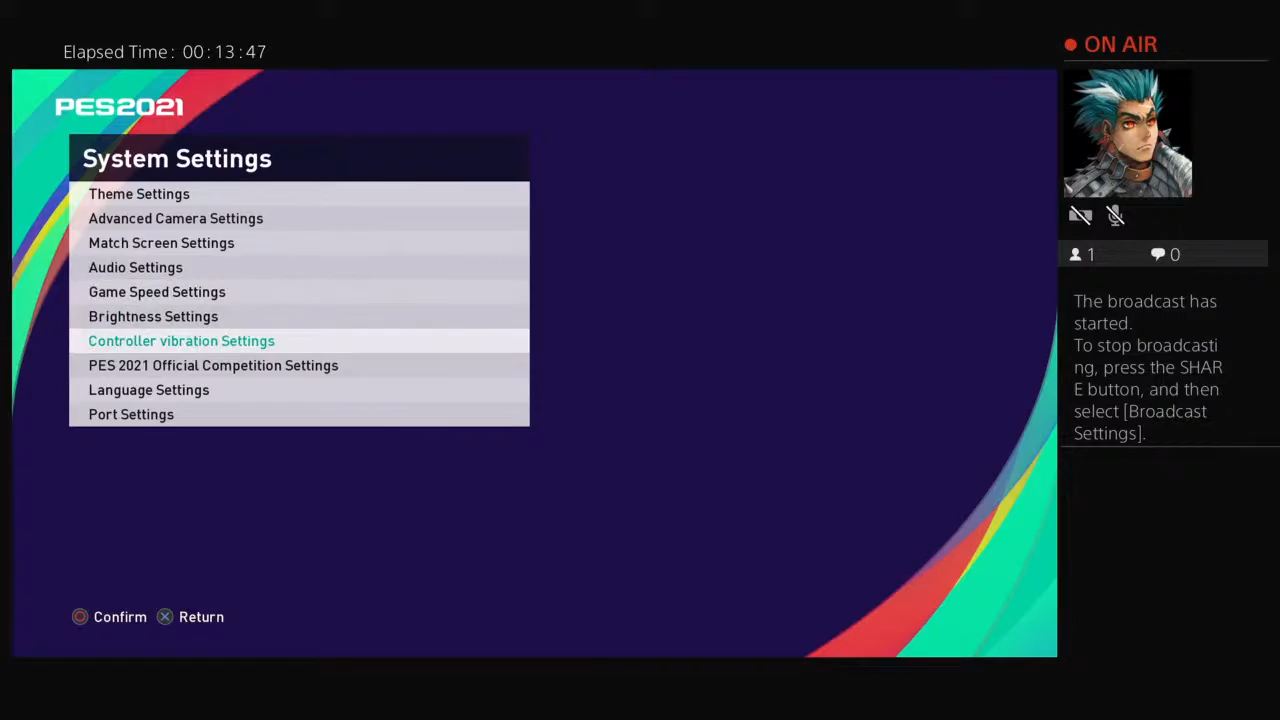 Elapsed Time: 00:13:47
ON AIR
PES2021
System Settings
Theme Settings
Advanced Camera Settings
Match Screen Settings
Audio Settings
Game Speed Settings
Brightness Settings
Controller vibration Settings
PES 2021 Official Competition Settings
Language Settings
Port Settings
Confirm Return
1 0
The broadcast has
started.
To stop broadcasti
ng, press the SHAR
E button, and then
select [Broadcast
Settings].